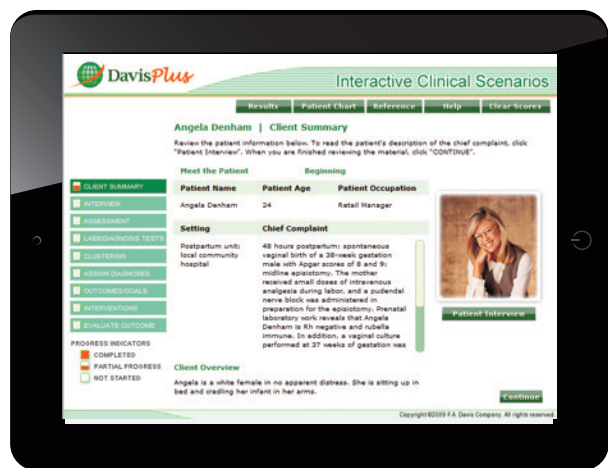 DavisPlus
Interactive Clinical Scenarios
Results Patient Chart Reference Help Clear Scores
Angela Denham | Client Summary
Review the patient information below. To read the patient's description of the chief complaint, click
"Patient Interview". When you are finished reviewing the material, click "CONTINUE".
Meet the Patient Beginning
Patient Name Patient Age Patient Occupation
Angela Denham 24 Retail Manager
Setting Chief Complaint
Postpartum unit:
local community
hospital
48 hours postpartum; spontaneous
vaginal birth of a 38-week gestation
male with Apgar scores of 8 and 9;
midline episiotomy. The mother
received small doses of intravenous
analgesia during labor, and a pudendal
nerve block was administered in
preparation for the episiotomy. Prenatal
laboratory work reveals that Angela
Denham is Rh negative and rubella
immune. In addition, a vaginal culture
performed at 37 weeks of gestation was
CLIENT SUMMARY
INTERVIEW
ASSESSMENT
LABS/DIAGNOSIS TESTS
CLUSTERING
ASSIGN DIAGNOSES
OUTCOMES/GOALS
INTERVENTIONS
EVALUATE OUTCOME
PROGRESS INDICATORS
COMPLETED
PARTIAL PROGRESS
NOT STARTED
Patient Interview
Client Overview
Angela is a white female in no apparent distress. She is sitting up in
bed and cradling her infant in her arms.
Continue
Copyright ©2009 F.A. Davis Company. All rights reserved.